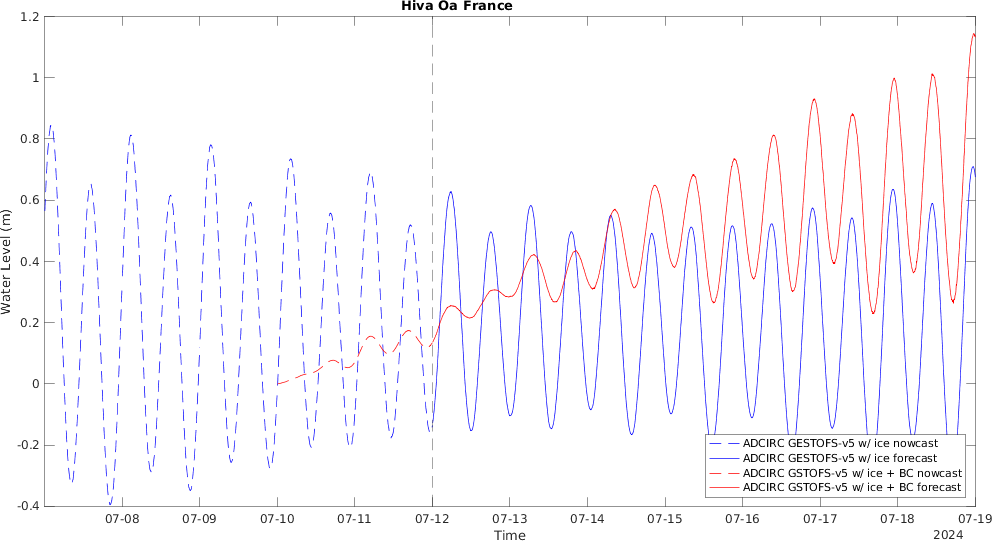 Hiva Oa France
Water Level (m)
1.2
1
0.8
0.6
0.4
0.2
0
-0.2
-0.4
07-08 07-09 07-10 07-11 07-12 07-13 07-14 07-15 07-16 07-17 07-18 07-19
Time
2024
ADCIRC GESTOFS-v5 w/ ice nowcast
ADCIRC GESTOFS-v5 w/ ice forecast
ADCIRC GSTOFS-v5 w/ ice + BC nowcast
ADCIRC GSTOFS-v5 w/ ice + BC forecast